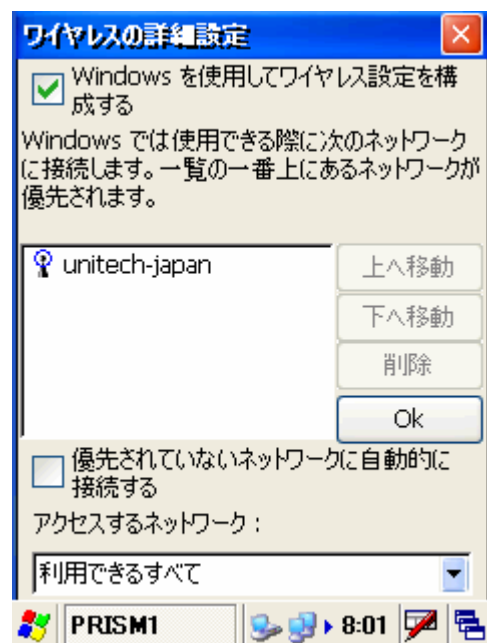 ワイヤレスの詳細設定
Windows を使用してワイヤレス設定を構
成する
Windows では使用できる際に次のネットワーク
に接続します。一覧の一番上にあるネットワークが
優先されます。
unitech-japan
上へ移動
下へ移動
削除
Ok
優先されていないネットワークに自動的に
接続する
アクセスするネットワーク：
利用できるすべて
PRISM1 8:01